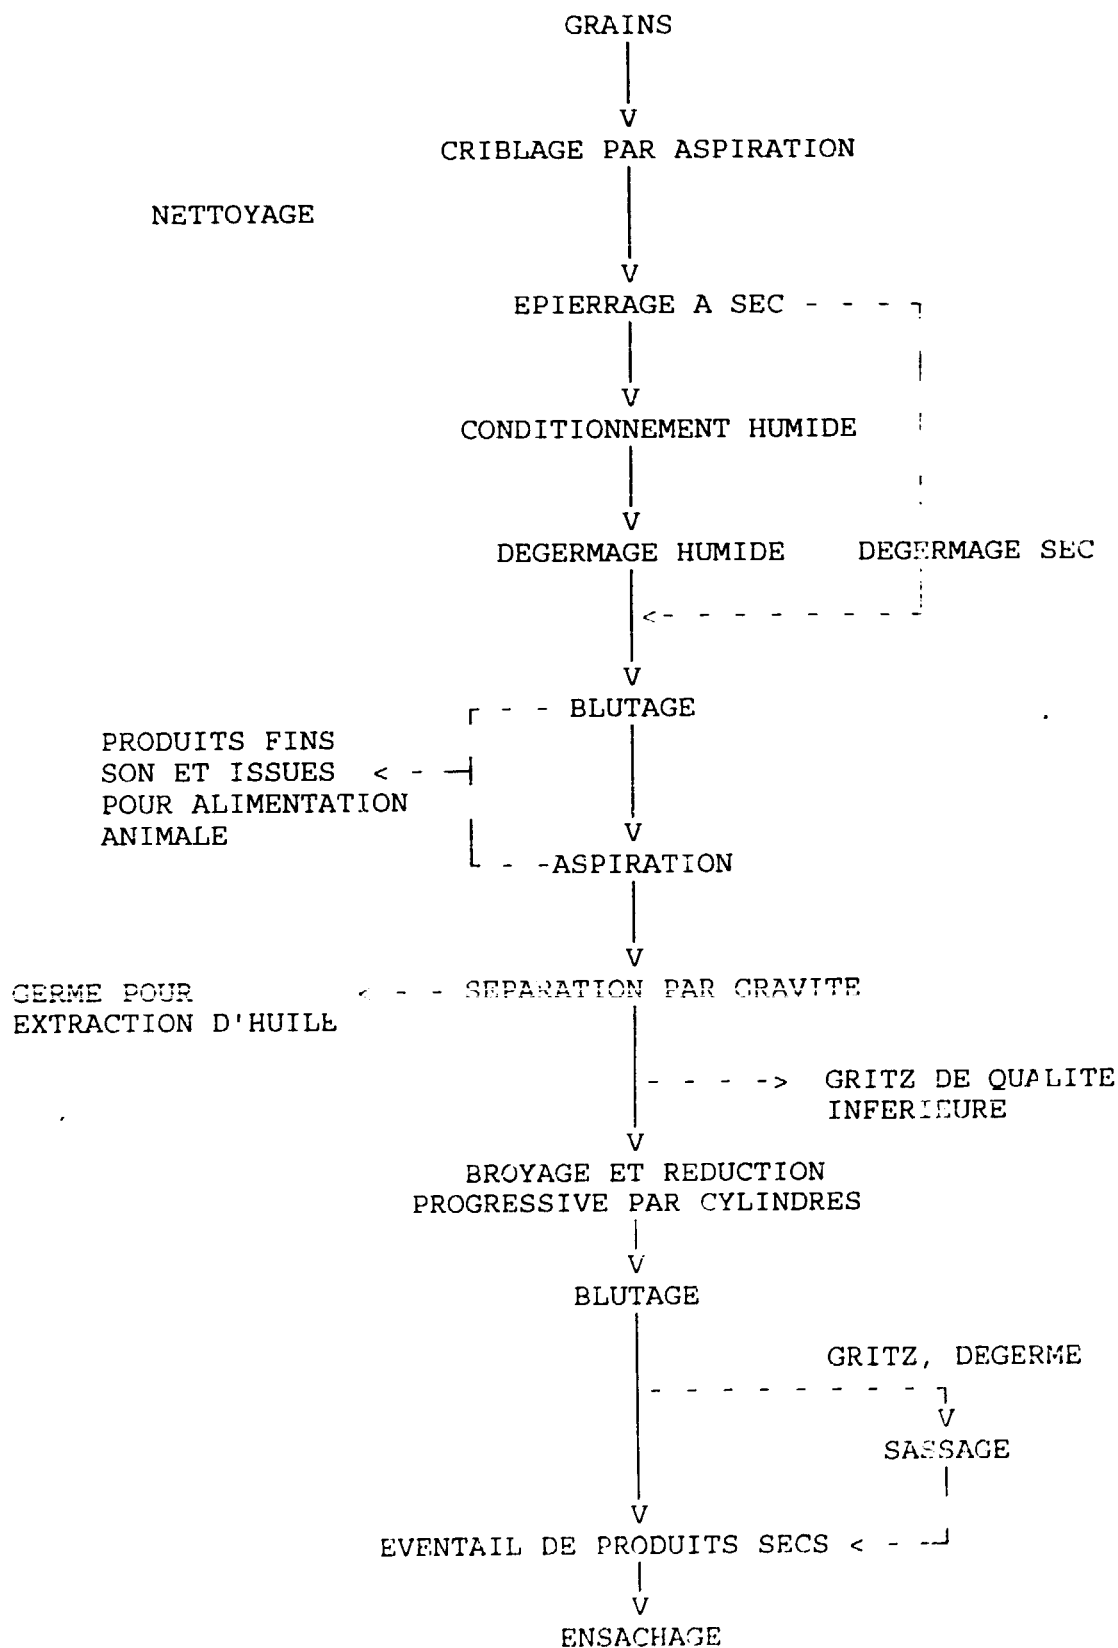 GRAINS
CRIBLAGE PAR ASPIRATION
NETTOYAGE
EPIERRAGE A SEC
CONDITIONNEMENT HUMIDE
DEGERMAGE HUMIDE DEGERMAGE SEC
BLUTAGE
PRODUITS FINS
SON ET ISSUES
POUR ALIMENTATION
ANIMALE
ASPIRATION
SEPARATION PAR GRAVITE
GERME POUR
EXTRACTION D'HUILE
GRITZ DE QUALITE
INFERIEURE
BROYAGE ET REDUCTION
PROGRESSIVE PAR CYLINDRES
BLUTAGE
GRITZ, DEGERME
SASSAGE
EVENTAIL DE PRODUITS SECS
ENSACHAGE